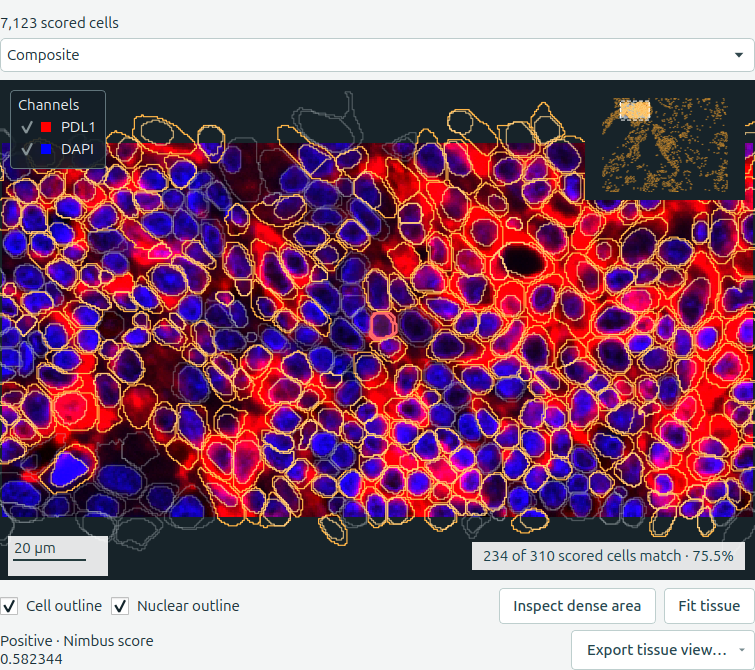 7,123 scored cells
Composite
Channels
PDL1
DAPI
20 µm
234 of 310 scored cells match · 75.5%
Cell outline
Nuclear outline
Inspect dense area
Fit tissue
Positive · Nimbus score
0.582344
Export tissue view…